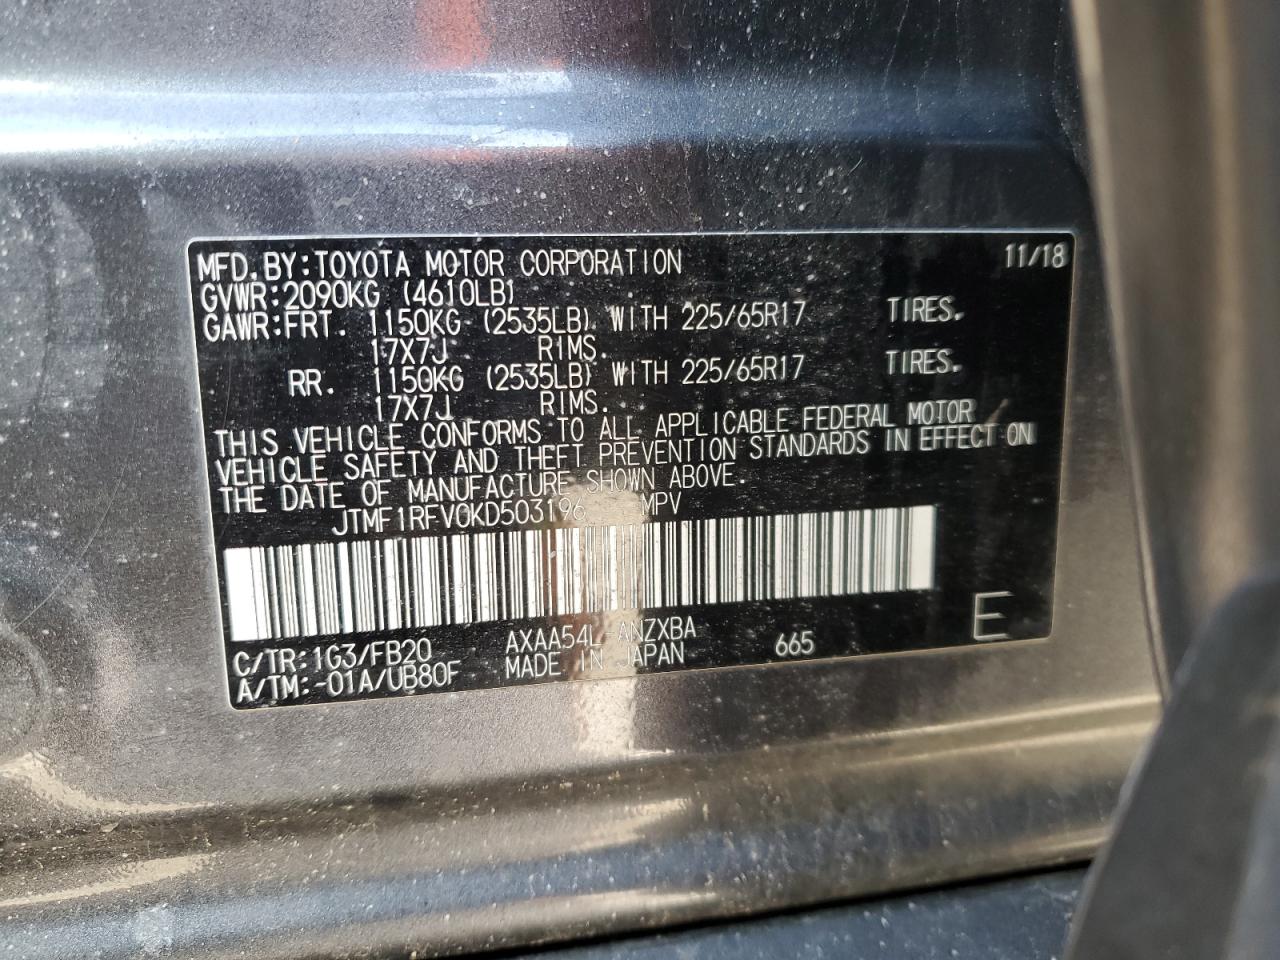 MFD.BY:TOYOTA MOTOR CORPORATION 11/18
GVWR:2090KG (4610LB)
GAWR:FRT. 1150KG (2535LB) WITH 225/65R17 TIRES.
17X7J RIMS.
RR. 1150KG (2535LB) WITH 225/65R17 TIRES.
17X7J RIMS.
THIS VEHICLE CONFORMS TO ALL APPLICABLE FEDERAL MOTOR
VEHICLE SAFETY AND THEFT PREVENTION STANDARDS IN EFFECT ON
THE DATE OF MANUFACTURE SHOWN ABOVE.
JTMF1RFV0KD503196 MPV
C/TR:1G3/FB20 AXAA54L-ANZXBA 665 E
A/TM:-01A/UB80F MADE IN JAPAN